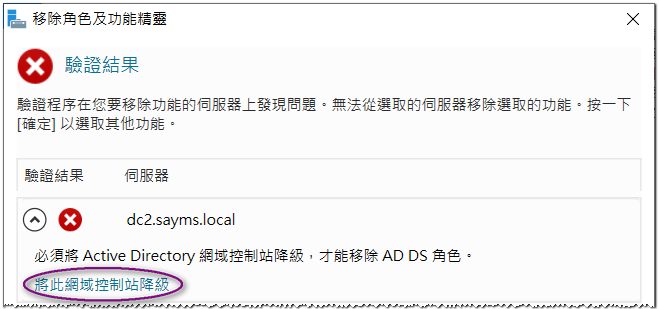 移除角色及功能精靈
驗證結果
驗證程序在您要移除功能的伺服器上發現問題。無法從選取的伺服器移除選取的功能。按一下
[確定] 以選取其他功能。
驗證結果 伺服器
dc2.sayms.local
必須將 Active Directory 網域控制站降級，才能移除 AD DS 角色。
將此網域控制站降級